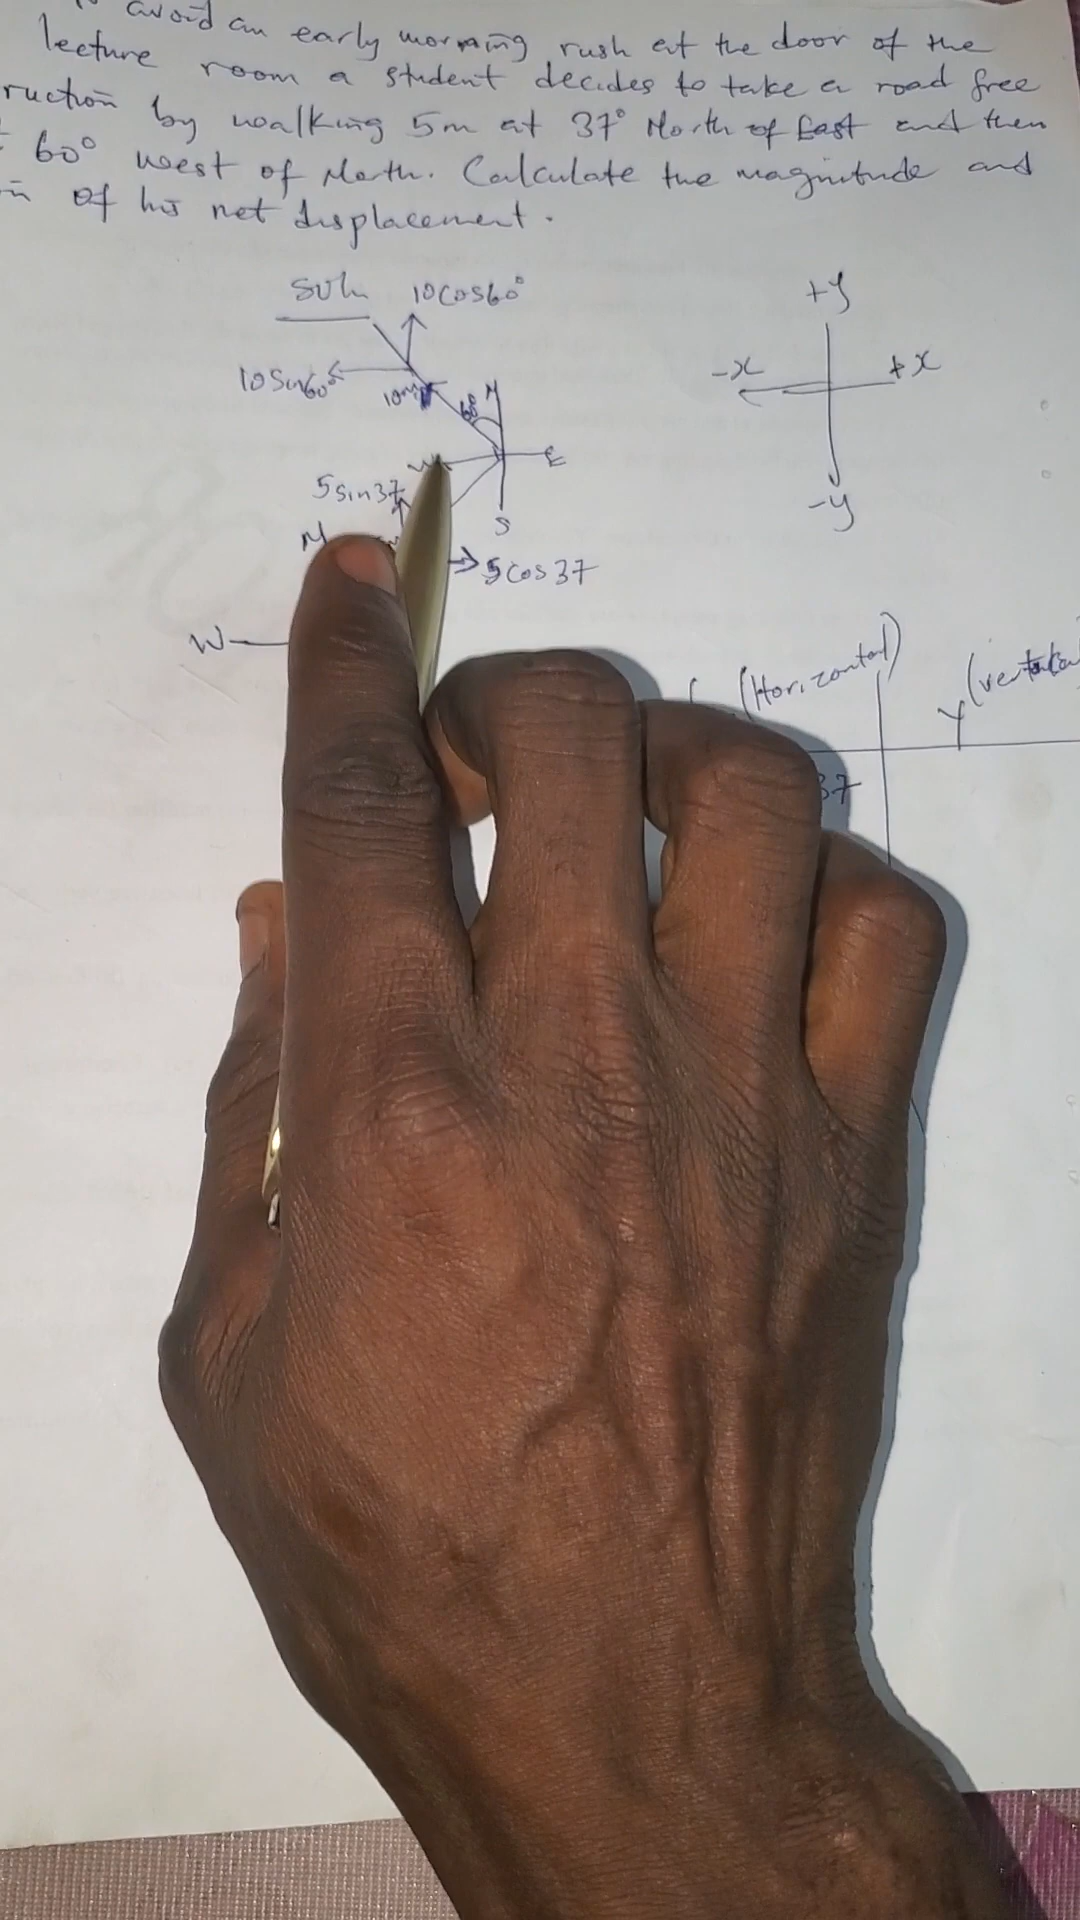 avoid an early morning rush at the door of the
lecture room a student decides to take a road free
ruction by walking 5m at 37° North of East and then
60° west of North. Calculate the magnitude and
of his net displacement.
Soln 10cos60°
+y
-x +x
10sin60°
10m
60° N
W E
5sin37
S
-y
N
5cos37
W
(Horizontal)
Y (vertical
37